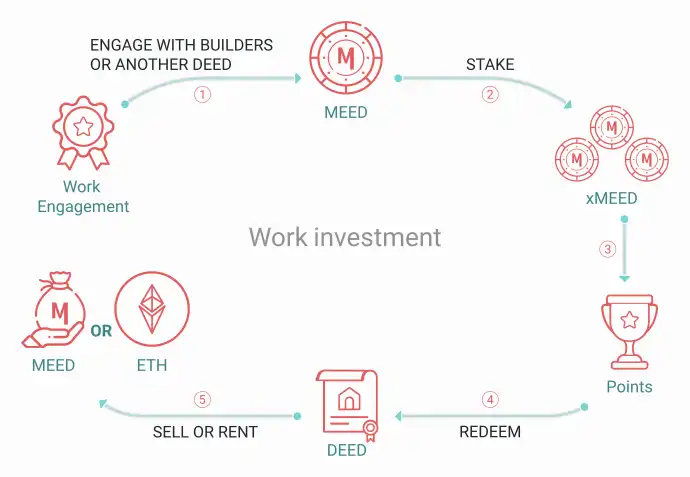 ENGAGE WITH BUILDERS
OR ANOTHER DEED
1
M
MEED
STAKE
2
Work
Engagement
M
M
M
xMEED
3
Work investment
M
OR
MEED
ETH
Points
5
SELL OR RENT
DEED
4
REDEEM